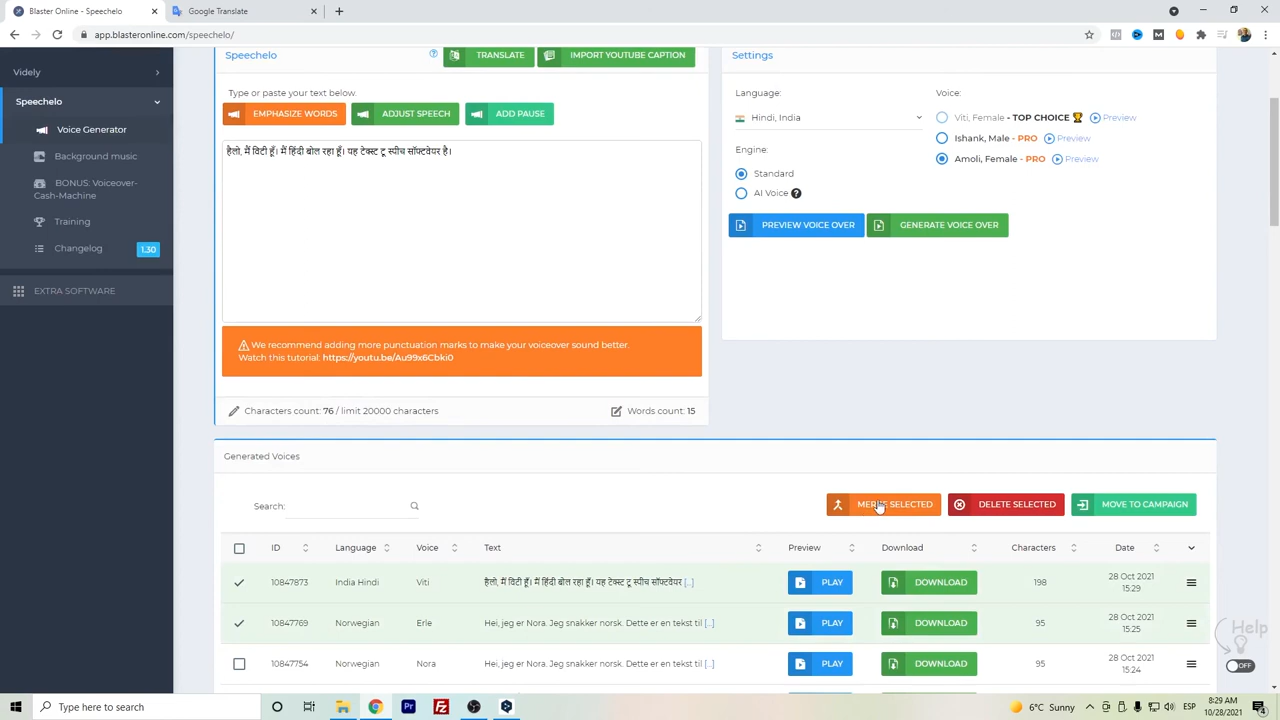 Blaster Online - Speechelo
Google Translate
app.blasteronline.com/speechelo/
Videly
Speechelo
Voice Generator
Background music
BONUS: Voiceover-
Cash-Machine
Training
Changelog
1.30
EXTRA SOFTWARE
Speechelo
TRANSLATE
IMPORT YOUTUBE CAPTION
Type or paste your text below.
EMPHASIZE WORDS
ADJUST SPEECH
ADD PAUSE
हैलो, मैं विटी हूँ। मैं हिंदी बोल रहा हूँ। यह टेक्स्ट टू स्पीच सॉफ्टवेयर है।
We recommend adding more punctuation marks to make your voiceover sound better.
Watch this tutorial: https://youtu.be/Au99x6Cbki0
Characters count: 76 / limit 20000 characters
Words count: 15
Settings
Language:
Hindi, India
Engine:
Standard
AI Voice
Voice:
Viti, Female - TOP CHOICE
Preview
Ishank, Male - PRO
Preview
Amoli, Female - PRO
Preview
PREVIEW VOICE OVER
GENERATE VOICE OVER
Generated Voices
Search:
MERGE SELECTED
DELETE SELECTED
MOVE TO CAMPAIGN
ID Language Voice Text Preview Download Characters Date
10847873 India Hindi Viti हैलो, मैं विटी हूँ। मैं हिंदी बोल रहा हूँ। यह टेक्स्ट टू स्पीच सॉफ्टवेयर [...] PLAY DOWNLOAD 198 28 Oct 2021
15:29
10847769 Norwegian Erle Hei, jeg er Nora. Jeg snakker norsk. Dette er en tekst til [...] PLAY DOWNLOAD 95 28 Oct 2021
15:25
10847754 Norwegian Nora Hei, jeg er Nora. Jeg snakker norsk. Dette er en tekst til [...] PLAY DOWNLOAD 95 28 Oct 2021
15:24
Help
OFF
Type here to search
6°C Sunny
ESP
8:29 AM
10/28/2021